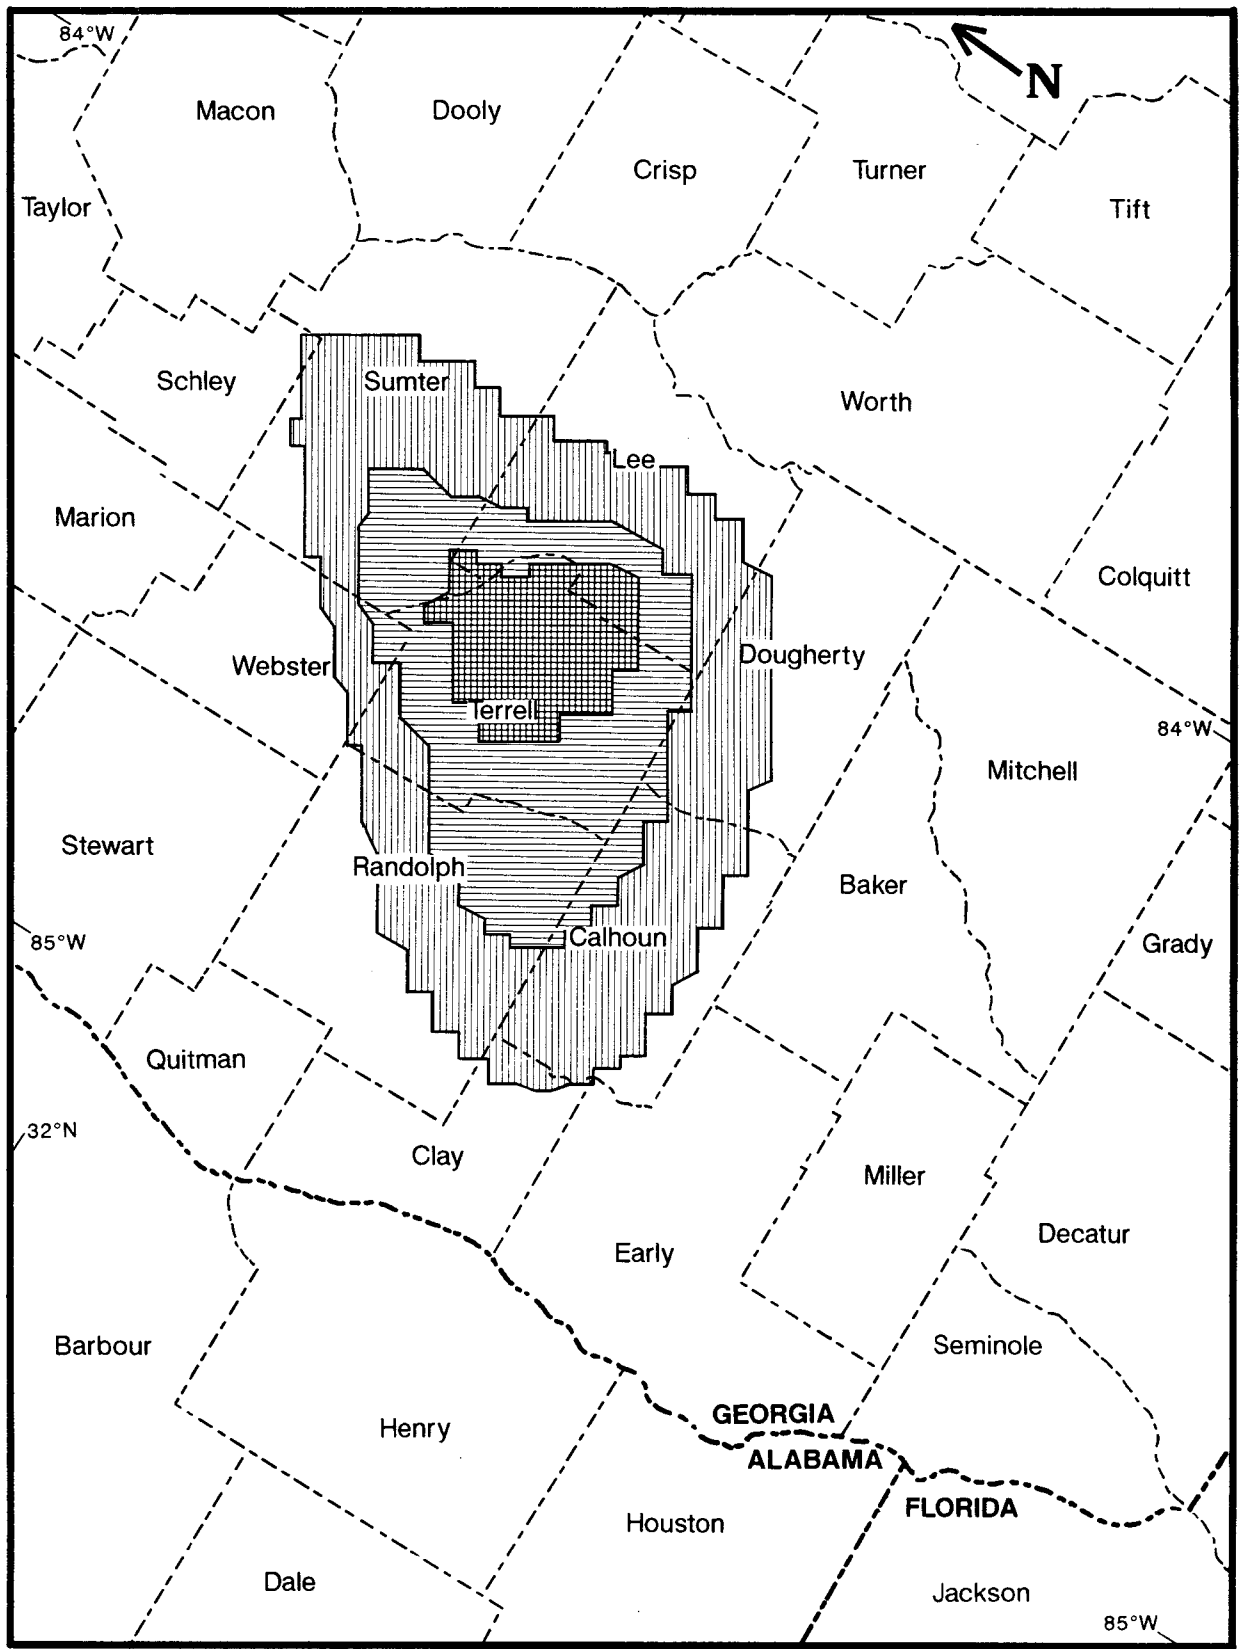 84°W
N
Macon
Dooly
Crisp
Turner
Taylor
Tift
Schley
Sumter
Worth
Lee
Marion
Colquitt
Webster
Dougherty
Terrell
84°W
Mitchell
Stewart
Randolph
Baker
85°W
Calhoun
Grady
Quitman
32°N
Clay
Miller
Early
Decatur
Barbour
Seminole
GEORGIA
Henry
ALABAMA
FLORIDA
Houston
Dale
Jackson
85°W